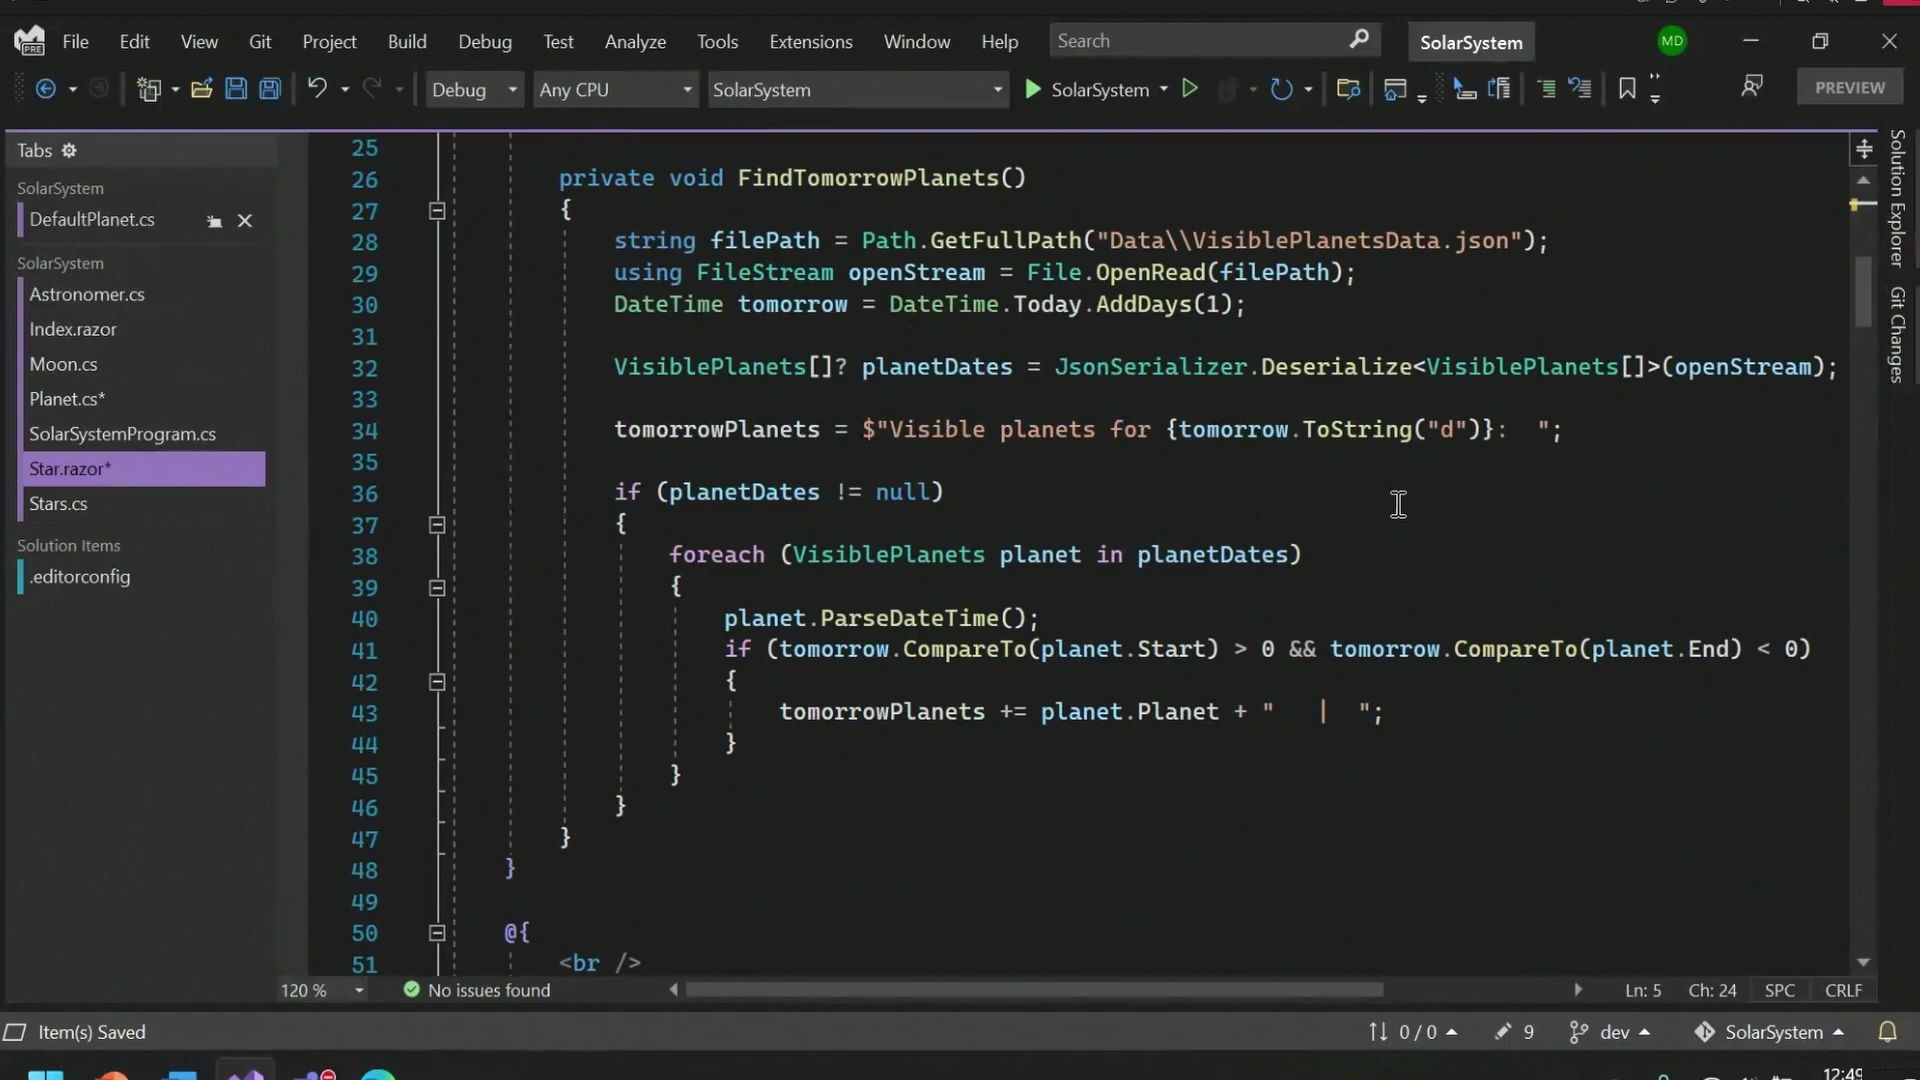 PRE File Edit View Git Project Build Debug Test Analyze Tools Extensions Window Help Search SolarSystem MD
Debug Any CPU SolarSystem SolarSystem PREVIEW
Tabs
SolarSystem
DefaultPlanet.cs
SolarSystem
Astronomer.cs
Index.razor
Moon.cs
Planet.cs*
SolarSystemProgram.cs
Star.razor*
Stars.cs
Solution Items
.editorconfig
25
26 private void FindTomorrowPlanets()
27 {
28 string filePath = Path.GetFullPath("Data\\VisiblePlanetsData.json");
29 using FileStream openStream = File.OpenRead(filePath);
30 DateTime tomorrow = DateTime.Today.AddDays(1);
31
32 VisiblePlanets[]? planetDates = JsonSerializer.Deserialize<VisiblePlanets[]>(openStream);
33
34 tomorrowPlanets = $"Visible planets for {tomorrow.ToString("d")}:  ";
35
36 if (planetDates != null)
37 {
38 foreach (VisiblePlanets planet in planetDates)
39 {
40 planet.ParseDateTime();
41 if (tomorrow.CompareTo(planet.Start) > 0 && tomorrow.CompareTo(planet.End) < 0)
42 {
43 tomorrowPlanets += planet.Planet + "   |  ";
44 }
45 }
46 }
47 }
48 }
49
50 @{
51 <br />
Solution Explorer
Git Changes
120 % No issues found Ln: 5 Ch: 24 SPC CRLF
Item(s) Saved 0 / 0 9 dev SolarSystem
12:49